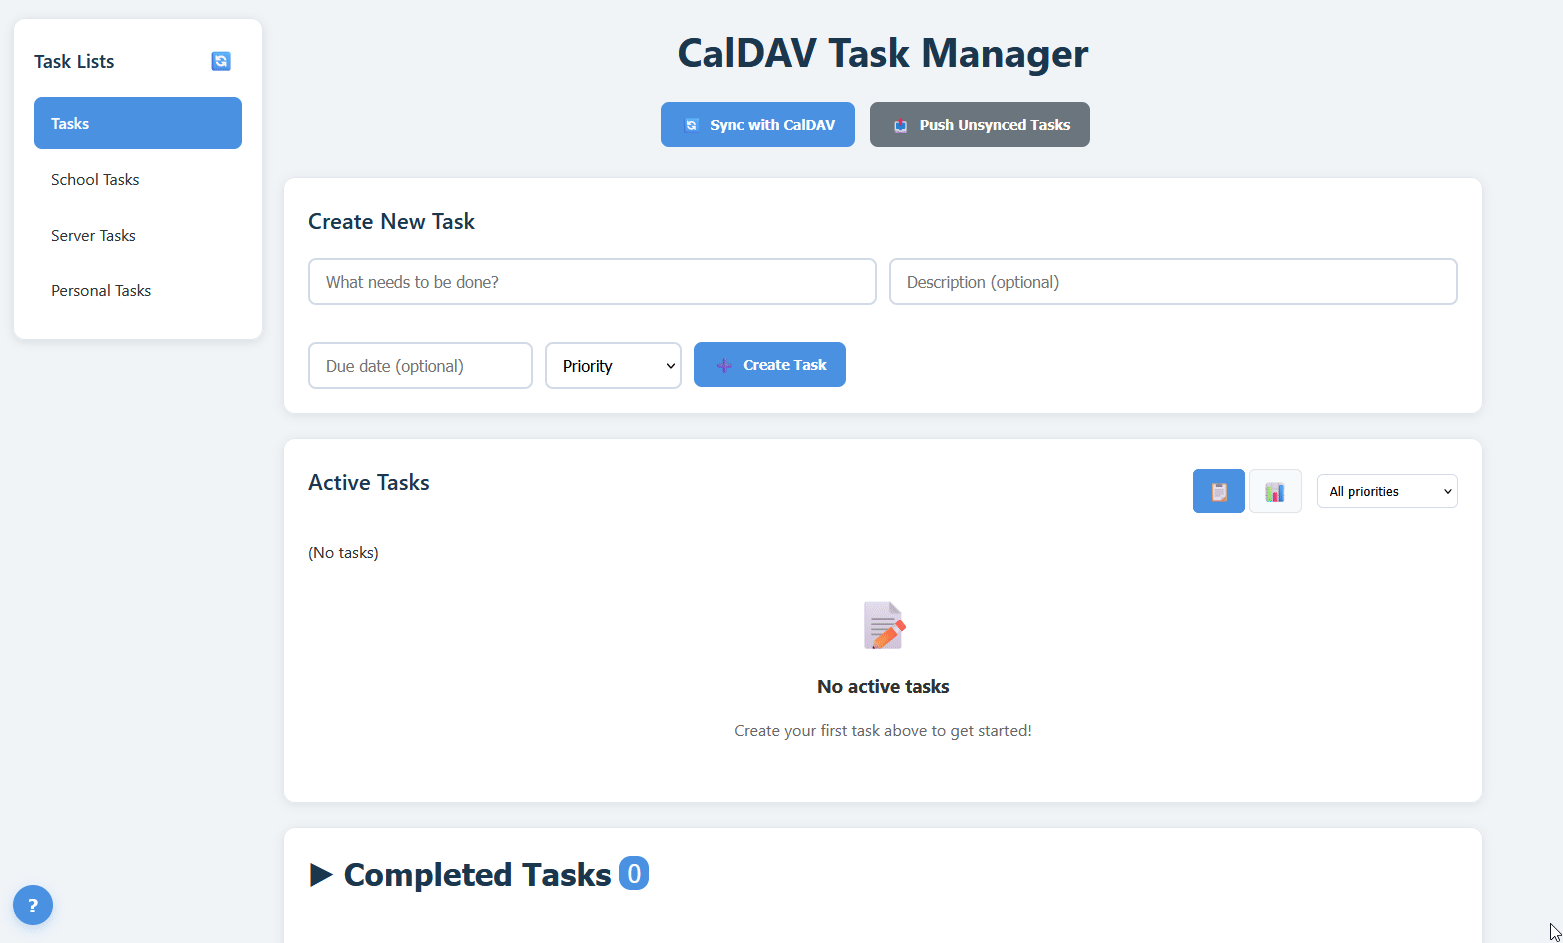 Task Lists
Tasks
School Tasks
Server Tasks
Personal Tasks
CalDAV Task Manager
Sync with CalDAV
Push Unsynced Tasks
Create New Task
What needs to be done?
Description (optional)
Due date (optional)
Priority
Create Task
Active Tasks
All priorities
(No tasks)
No active tasks
Create your first task above to get started!
Completed Tasks 0
?